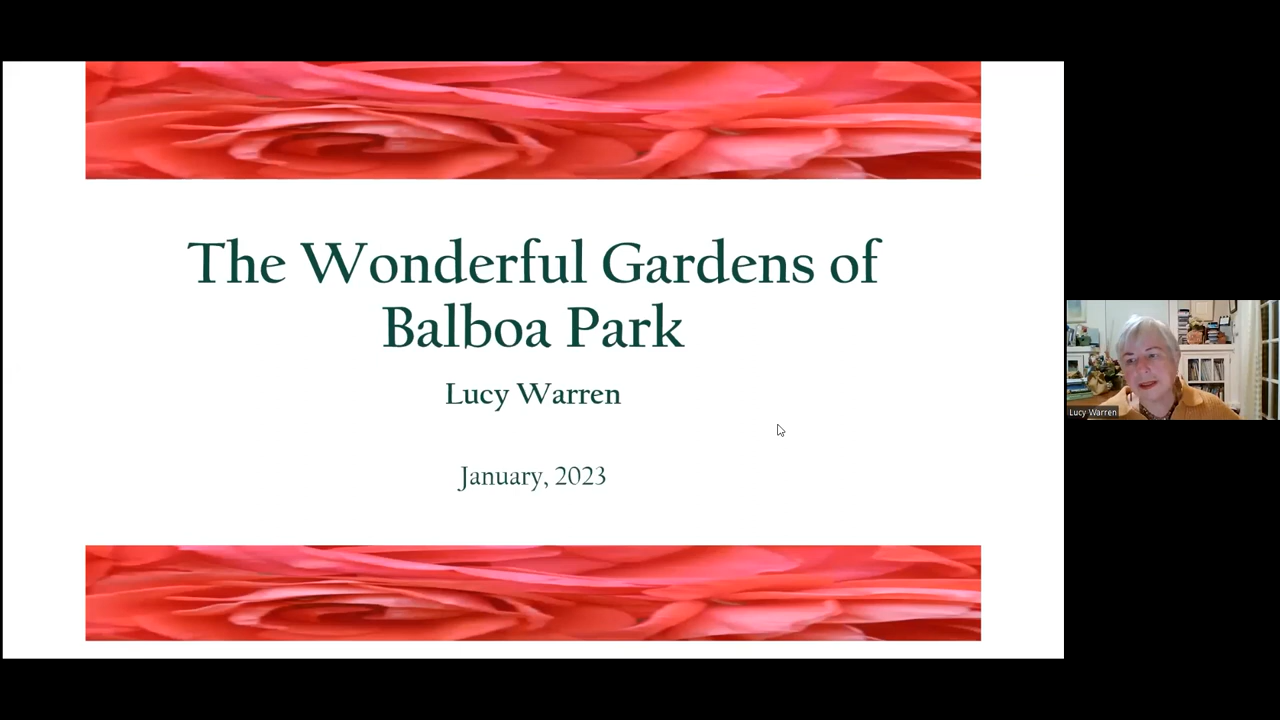 The Wonderful Gardens of
Balboa Park
Lucy Warren
January, 2023
Lucy Warren